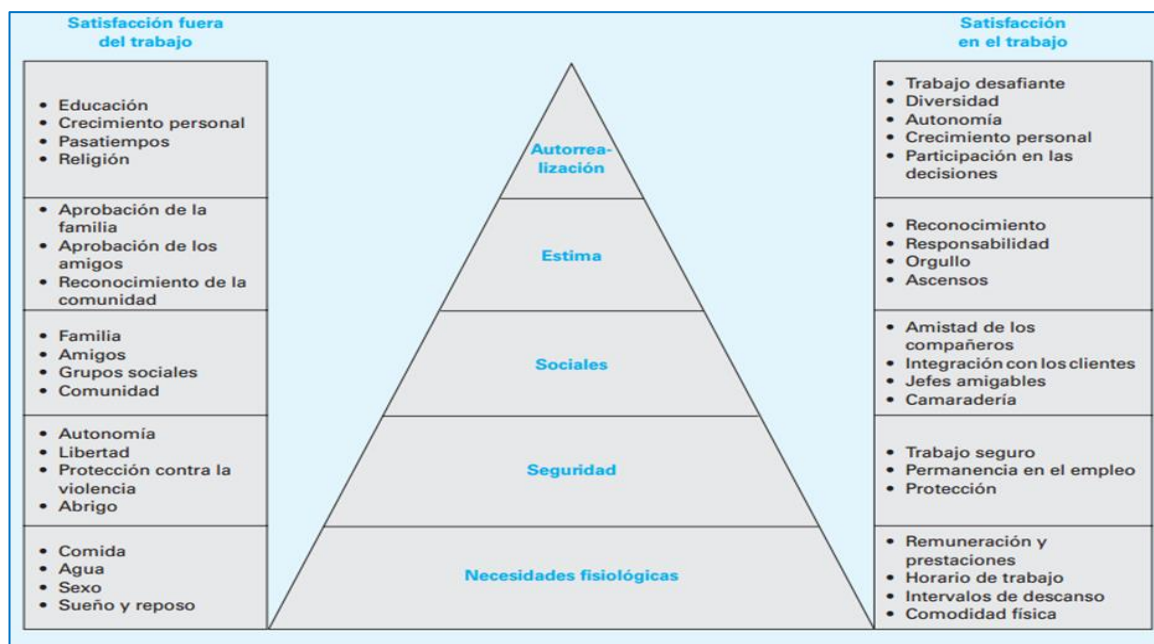 Satisfacción fuera
del trabajo
Satisfacción
en el trabajo
• Educación
• Crecimiento personal
• Pasatiempos
• Religión
Autorrea-
lización
• Trabajo desafiante
• Diversidad
• Autonomía
• Crecimiento personal
• Participación en las
decisiones
• Aprobación de la
familia
• Aprobación de los
amigos
• Reconocimiento de la
comunidad
Estima
• Reconocimiento
• Responsabilidad
• Orgullo
• Ascensos
• Familia
• Amigos
• Grupos sociales
• Comunidad
Sociales
• Amistad de los
compañeros
• Integración con los clientes
• Jefes amigables
• Camaradería
• Autonomía
• Libertad
• Protección contra la
violencia
• Abrigo
Seguridad
• Trabajo seguro
• Permanencia en el empleo
• Protección
• Comida
• Agua
• Sexo
• Sueño y reposo
Necesidades fisiológicas
• Remuneración y
prestaciones
• Horario de trabajo
• Intervalos de descanso
• Comodidad física